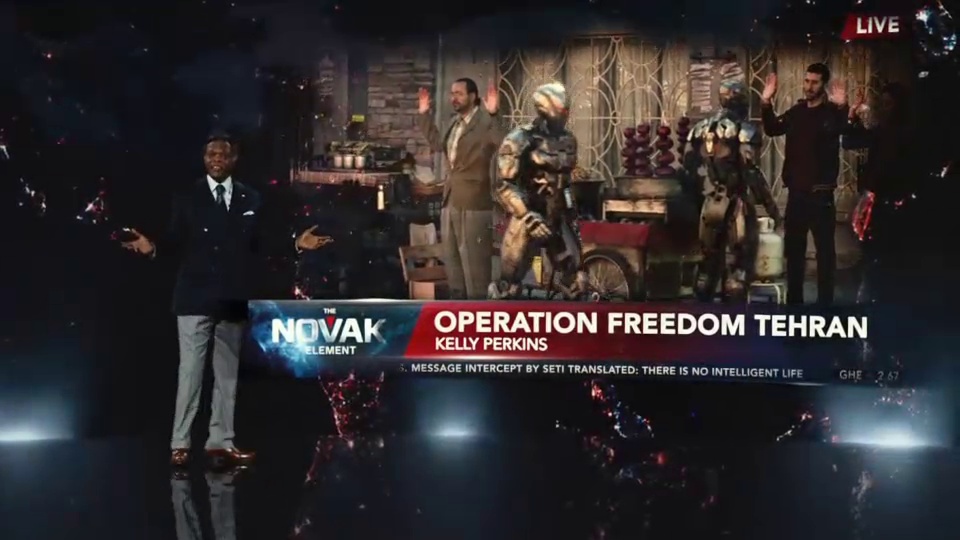 LIVE
THE
NOVAK
ELEMENT
OPERATION FREEDOM TEHRAN
KELLY PERKINS
S. MESSAGE INTERCEPT BY SETI TRANSLATED: THERE IS NO INTELLIGENT LIFE
GHE 2.67